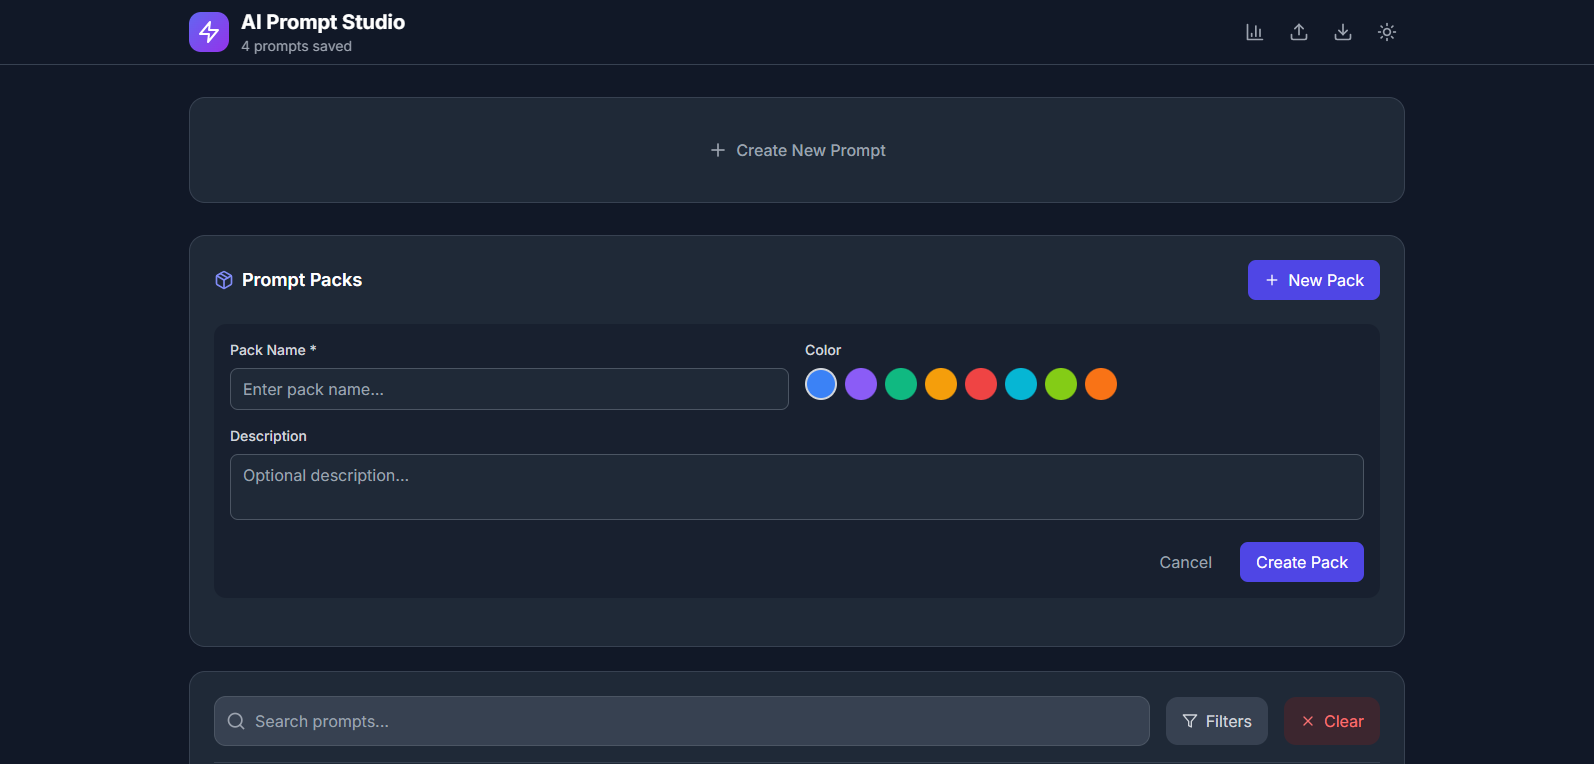 AI Prompt Studio
4 prompts saved
Create New Prompt
Prompt Packs
New Pack
Pack Name *
Color
Enter pack name...
Description
Optional description...
Cancel
Create Pack
Search prompts...
Filters
Clear